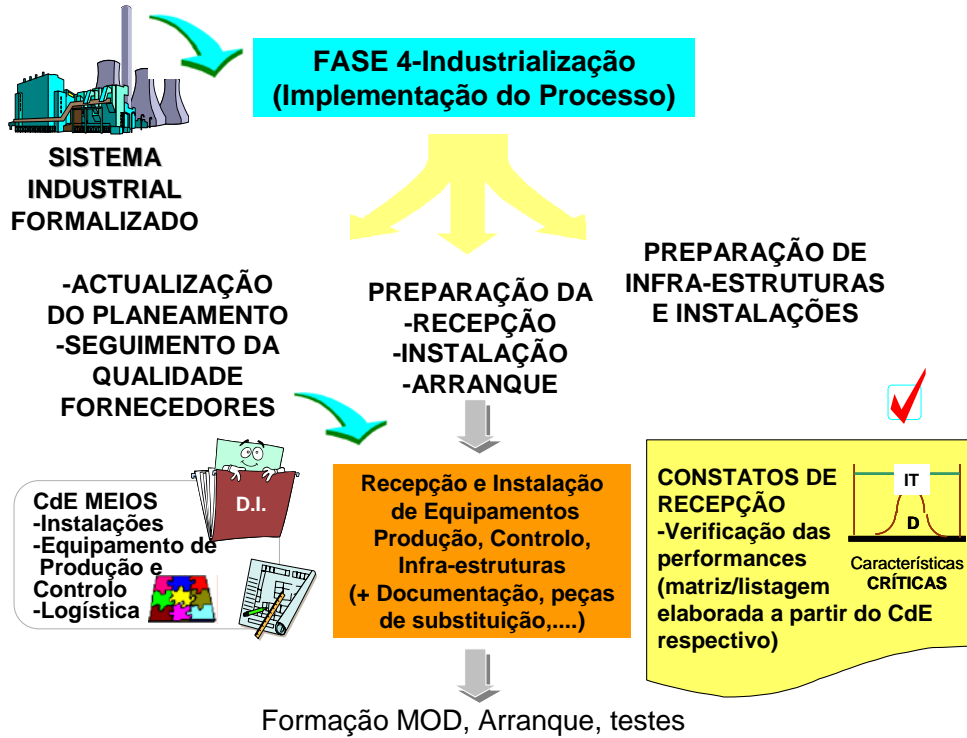 FASE 4-Industrialização
(Implementação do Processo)
SISTEMA
INDUSTRIAL
FORMALIZADO
-ACTUALIZAÇÃO
DO PLANEAMENTO
-SEGUIMENTO DA
QUALIDADE
FORNECEDORES
PREPARAÇÃO DA
-RECEPÇÃO
-INSTALAÇÃO
-ARRANQUE
PREPARAÇÃO DE
INFRA-ESTRUTURAS
E INSTALAÇÕES
D.I.
CdE MEIOS
-Instalações
-Equipamento de
Produção e
Controlo
-Logística
Recepção e Instalação
de Equipamentos
Produção, Controlo,
Infra-estruturas
(+ Documentação, peças
de substituição,....)
CONSTATOS DE
RECEPÇÃO
-Verificação das
performances
(matriz/listagem
elaborada a partir do CdE
respectivo)
IT
D
Características
CRÍTICAS
Formação MOD, Arranque, testes